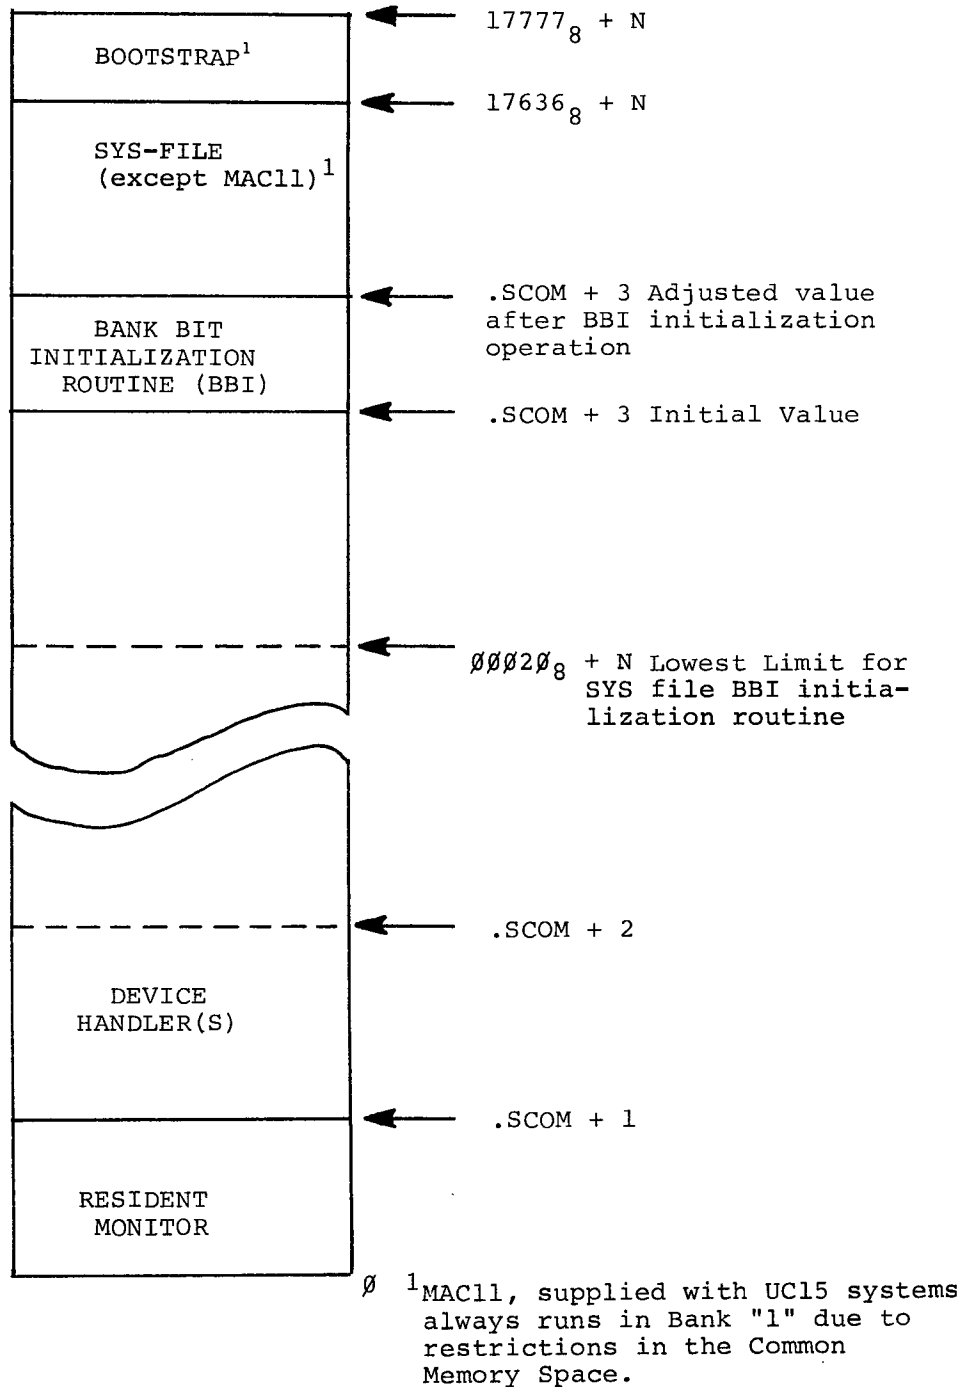 17777₈ + N
BOOTSTRAP¹
17636₈ + N
SYS-FILE
(except MAC11)¹
.SCOM + 3 Adjusted value
after BBI initialization
operation
BANK BIT
INITIALIZATION
ROUTINE (BBI)
.SCOM + 3 Initial Value
ØØØ2Ø₈ + N Lowest Limit for
SYS file BBI initia-
lization routine
.SCOM + 2
DEVICE
HANDLER(S)
.SCOM + 1
RESIDENT
MONITOR
Ø
¹MAC11, supplied with UC15 systems
always runs in Bank "1" due to
restrictions in the Common
Memory Space.